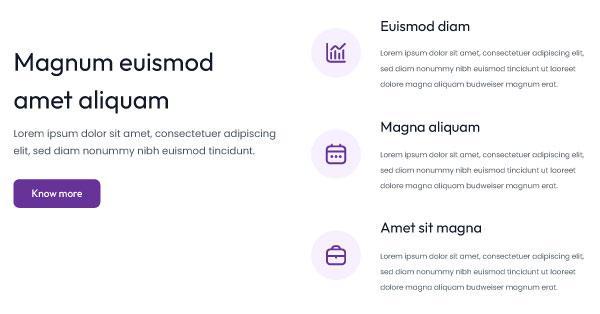 Magnum euismod
amet aliquam
Lorem ipsum dolor sit amet, consectetuer adipiscing
elit, sed diam nonummy nibh euismod tincidunt.
Know more
Euismod diam
Lorem ipsum dolor sit amet, consectetuer adipiscing elit,
sed diam nonummy nibh euismod tincidunt ut laoreet
dolore magna aliquam budweiser magnum erat.
Magna aliquam
Lorem ipsum dolor sit amet, consectetuer adipiscing elit,
sed diam nonummy nibh euismod tincidunt ut laoreet
dolore magna aliquam budweiser magnum erat.
Amet sit magna
Lorem ipsum dolor sit amet, consectetuer adipiscing elit,
sed diam nonummy nibh euismod tincidunt ut laoreet
dolore magna aliquam budweiser magnum erat.